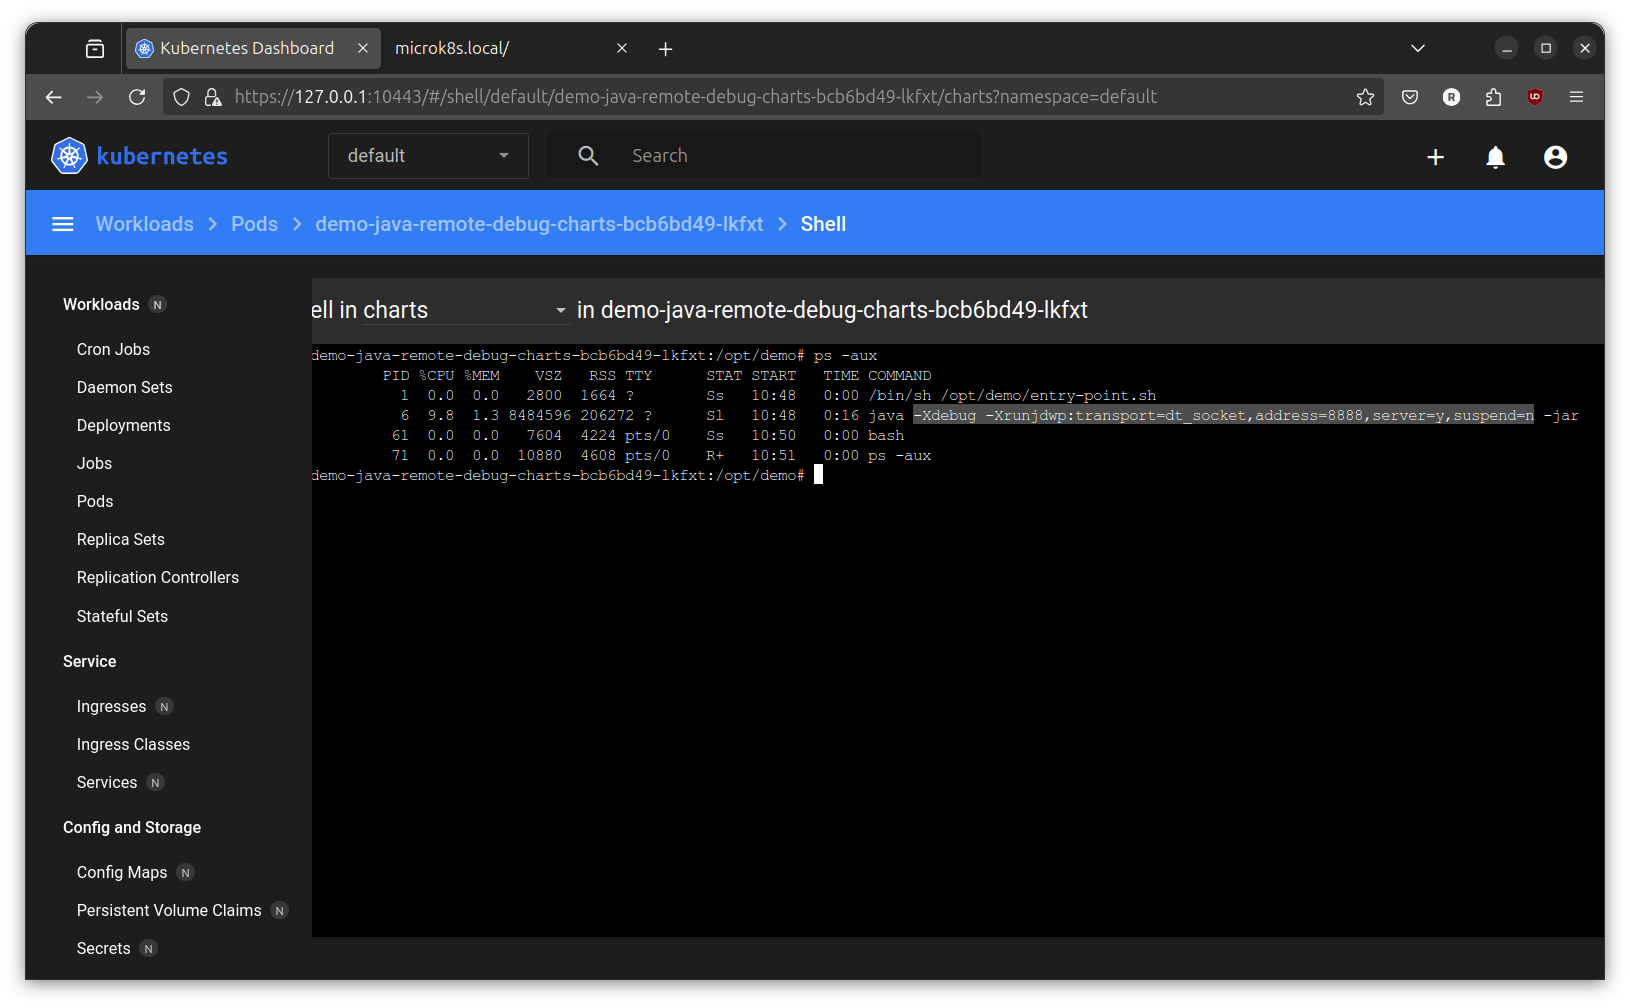 Kubernetes Dashboard
microk8s.local/
https://127.0.0.1:10443/#/shell/default/demo-java-remote-debug-charts-bcb6bd49-lkfxt/charts?namespace=default
R
uo
kubernetes
default
Search
Workloads > Pods > demo-java-remote-debug-charts-bcb6bd49-lkfxt > Shell
Workloads N
Cron Jobs
Daemon Sets
Deployments
Jobs
Pods
Replica Sets
Replication Controllers
Stateful Sets
Service
Ingresses N
Ingress Classes
Services N
Config and Storage
Config Maps N
Persistent Volume Claims N
Secrets N
ell in charts in demo-java-remote-debug-charts-bcb6bd49-lkfxt
demo-java-remote-debug-charts-bcb6bd49-lkfxt:/opt/demo# ps -aux
PID %CPU %MEM VSZ RSS TTY STAT START TIME COMMAND
1 0.0 0.0 2800 1664 ? Ss 10:48 0:00 /bin/sh /opt/demo/entry-point.sh
6 9.8 1.3 8484596 206272 ? Sl 10:48 0:16 java -Xdebug -Xrunjdwp:transport=dt_socket,address=8888,server=y,suspend=n -jar
61 0.0 0.0 7604 4224 pts/0 Ss 10:50 0:00 bash
71 0.0 0.0 10880 4608 pts/0 R+ 10:51 0:00 ps -aux
demo-java-remote-debug-charts-bcb6bd49-lkfxt:/opt/demo#